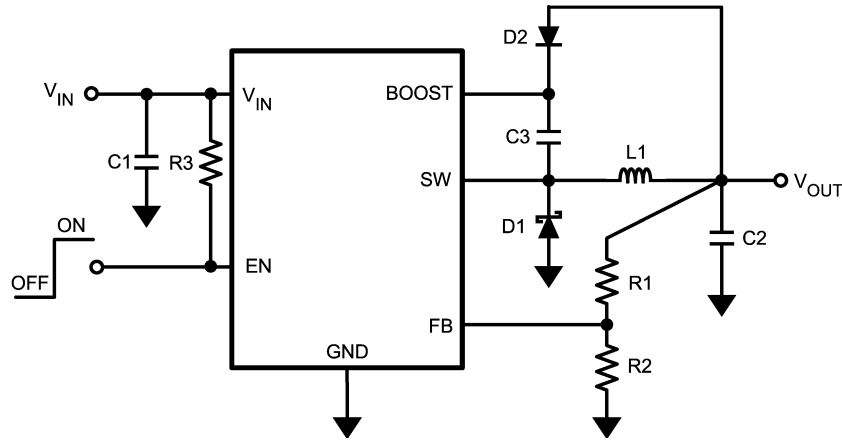 D2
V_IN
V_IN
BOOST
C1
R3
C3
L1
SW
V_OUT
ON
D1
C2
OFF
EN
R1
FB
GND
R2